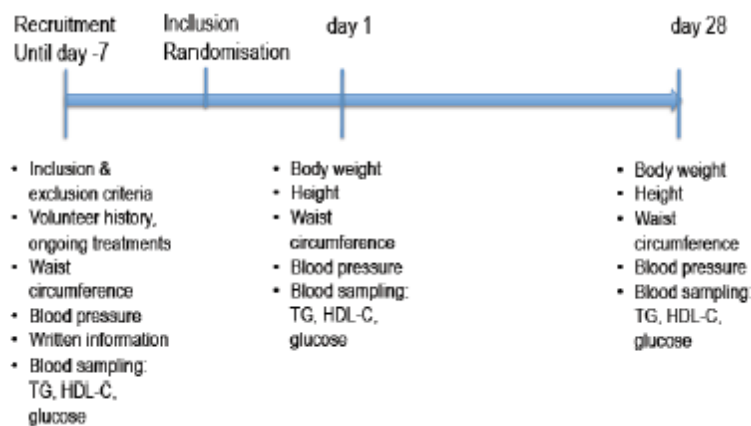 Recruitment
Until day -7
Inclusion
Randomisation
day 1
day 28
• Inclusion &
exclusion criteria
• Volunteer history,
ongoing treatments
• Waist
circumference
• Blood pressure
• Written information
• Blood sampling:
TG, HDL-C,
glucose
• Body weight
• Height
• Waist
circumference
• Blood pressure
• Blood sampling:
TG, HDL-C,
glucose
• Body weight
• Height
• Waist
circumference
• Blood pressure
• Blood sampling:
TG, HDL-C,
glucose